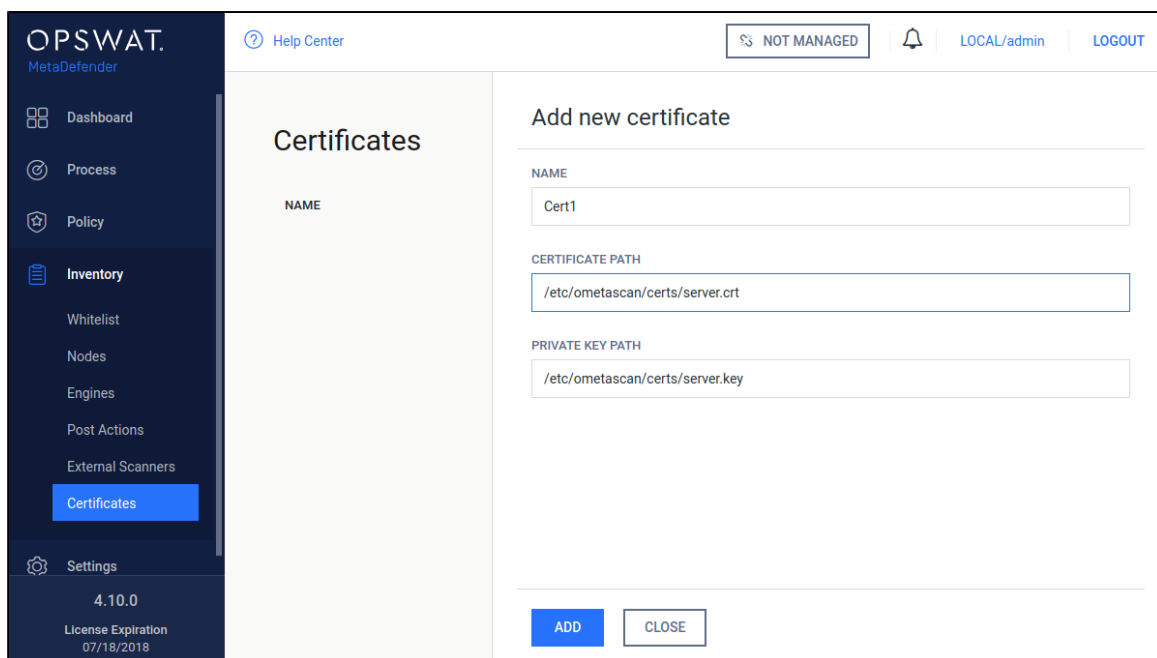 OPSWAT.
MetaDefender
Dashboard
Process
Policy
Inventory
Whitelist
Nodes
Engines
Post Actions
External Scanners
Certificates
Settings
4.10.0
License Expiration
07/18/2018
Help Center
NOT MANAGED
LOCAL/admin
LOGOUT
Certificates
NAME
Add new certificate
NAME
Cert1
CERTIFICATE PATH
/etc/ometascan/certs/server.crt
PRIVATE KEY PATH
/etc/ometascan/certs/server.key
ADD
CLOSE